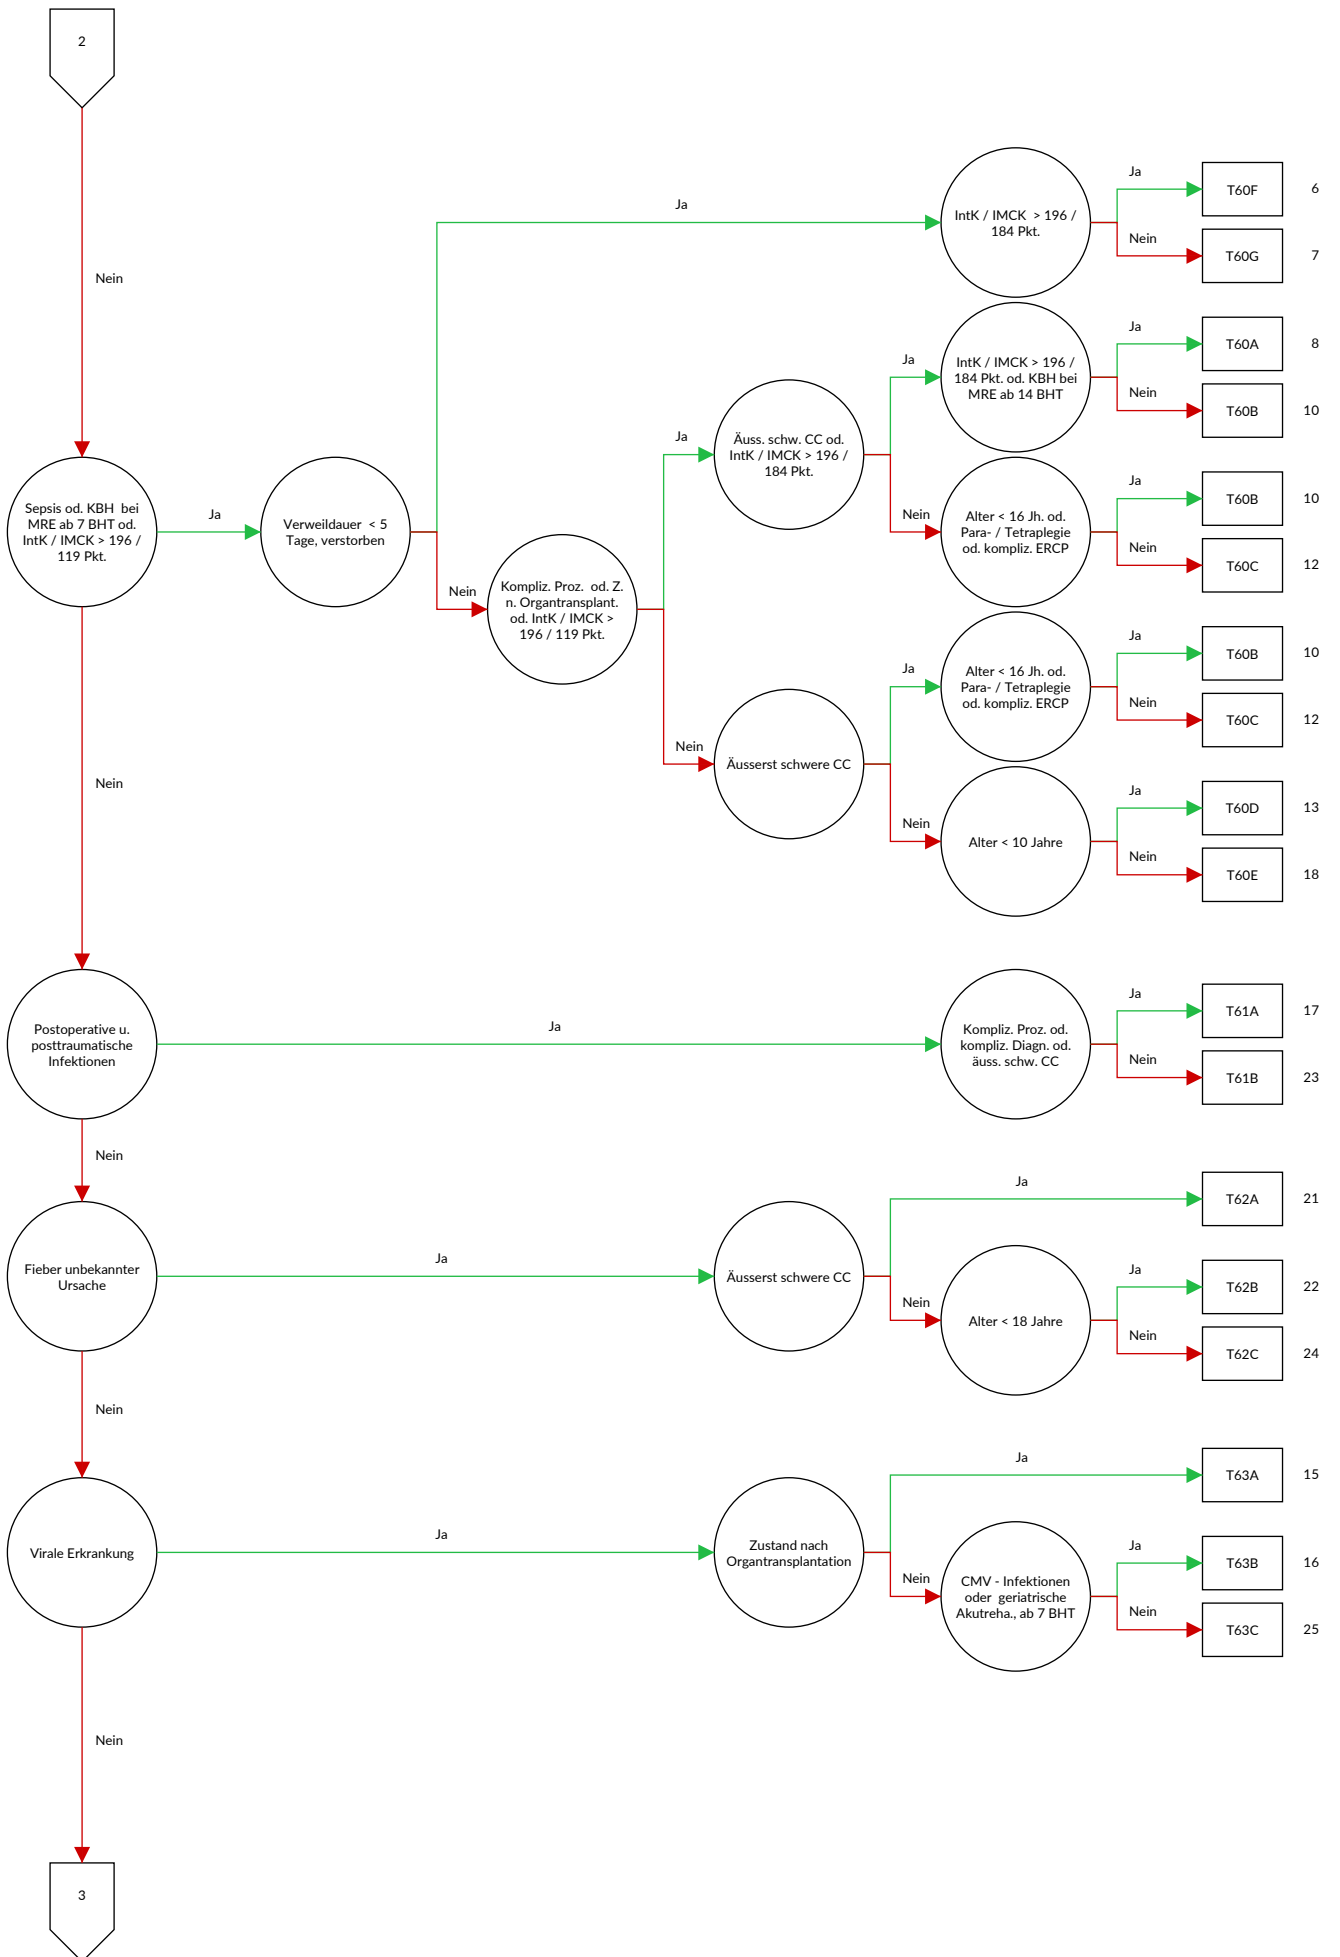 2
Nein
Sepsis od. KBH bei
MRE ab 7 BHT od.
IntK / IMCK > 196 /
119 Pkt.
Ja
Verweildauer < 5
Tage, verstorben
Ja
IntK / IMCK > 196 /
184 Pkt.
Ja
T60F
6
Nein
T60G
7
Nein
Kompliz. Proz. od. Z.
n. Organtransplant.
od. IntK / IMCK >
196 / 119 Pkt.
Ja
Äuss. schw. CC od.
IntK / IMCK > 196 /
184 Pkt.
Ja
IntK / IMCK > 196 /
184 Pkt. od. KBH bei
MRE ab 14 BHT
Ja
T60A
8
Nein
T60B
10
Nein
Alter < 16 Jh. od.
Para- / Tetraplegie
od. kompliz. ERCP
Ja
T60B
10
Nein
T60C
12
Nein
Äusserst schwere CC
Ja
Alter < 16 Jh. od.
Para- / Tetraplegie
od. kompliz. ERCP
Ja
T60B
10
Nein
T60C
12
Nein
Alter < 10 Jahre
Ja
T60D
13
Nein
T60E
18
Nein
Postoperative u.
posttraumatische
Infektionen
Ja
Kompliz. Proz. od.
kompliz. Diagn. od.
äuss. schw. CC
Ja
T61A
17
Nein
T61B
23
Nein
Fieber unbekannter
Ursache
Ja
Äusserst schwere CC
Ja
T62A
21
Nein
Alter < 18 Jahre
Ja
T62B
22
Nein
T62C
24
Nein
Virale Erkrankung
Ja
Zustand nach
Organtransplantation
Ja
T63A
15
Nein
CMV - Infektionen
oder geriatrische
Akutreha., ab 7 BHT
Ja
T63B
16
Nein
T63C
25
Nein
3